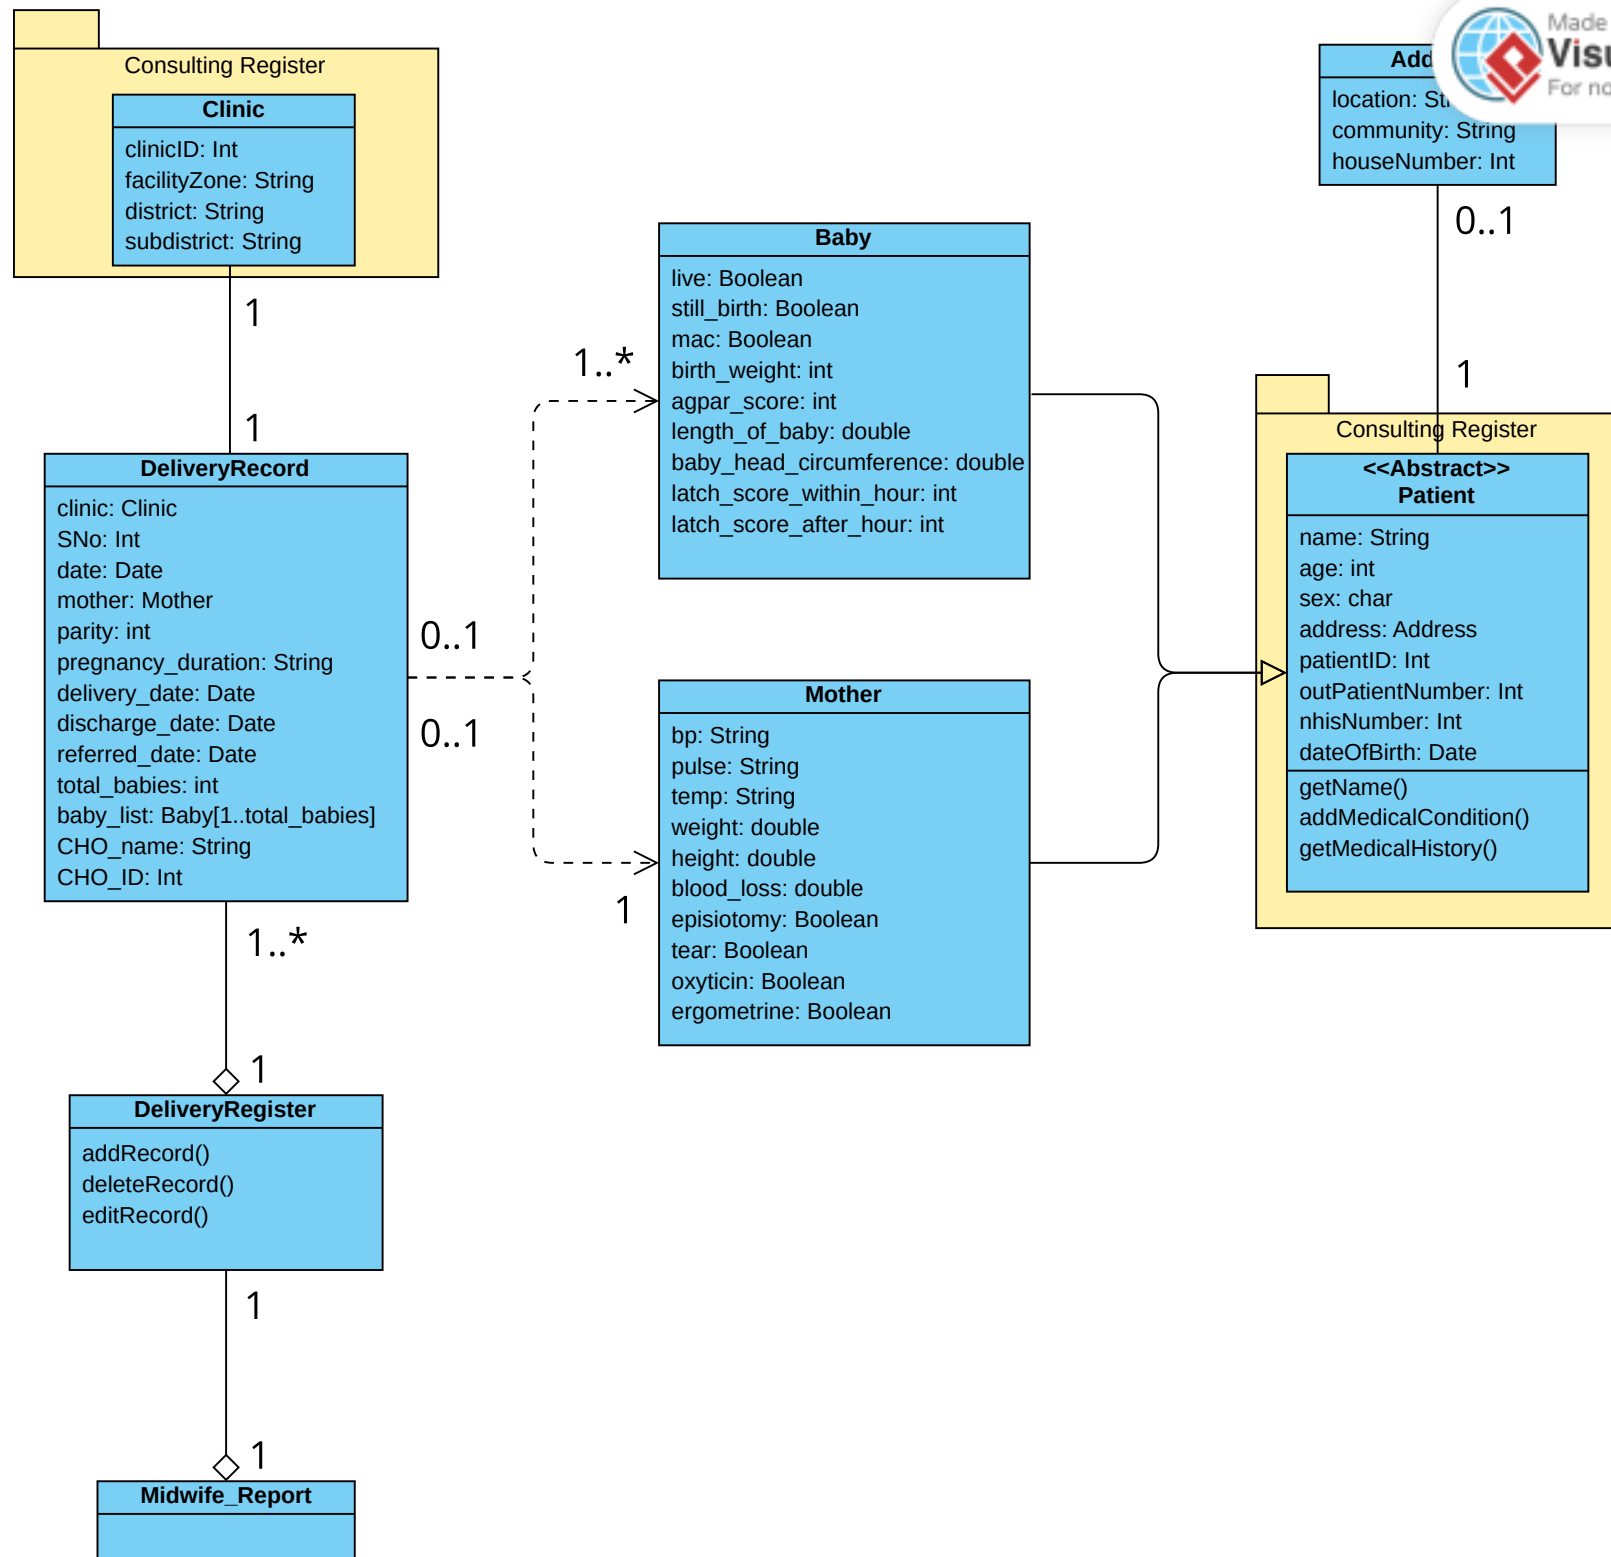 Consulting Register
Clinic
clinicID: Int
facilityZone: String
district: String
subdistrict: String
1
1
DeliveryRecord
clinic: Clinic
SNo: Int
date: Date
mother: Mother
parity: int
pregnancy_duration: String
delivery_date: Date
discharge_date: Date
referred_date: Date
total_babies: int
baby_list: Baby[1..total_babies]
CHO_name: String
CHO_ID: Int
0..1
0..1
1..*
1
1..*
1
DeliveryRegister
addRecord()
deleteRecord()
editRecord()
1
1
Midwife_Report
Baby
live: Boolean
still_birth: Boolean
mac: Boolean
birth_weight: int
agpar_score: int
length_of_baby: double
baby_head_circumference: double
latch_score_within_hour: int
latch_score_after_hour: int
Mother
bp: String
pulse: String
temp: String
weight: double
height: double
blood_loss: double
episiotomy: Boolean
tear: Boolean
oxyticin: Boolean
ergometrine: Boolean
Made
For
location:
community: String
houseNumber: Int
0..1
1
Consulting Register
<<Abstract>>
Patient
name: String
age: int
sex: char
address: Address
patientID: Int
outPatientNumber: Int
nhisNumber: Int
dateOfBirth: Date
getName()
addMedicalCondition()
getMedicalHistory()